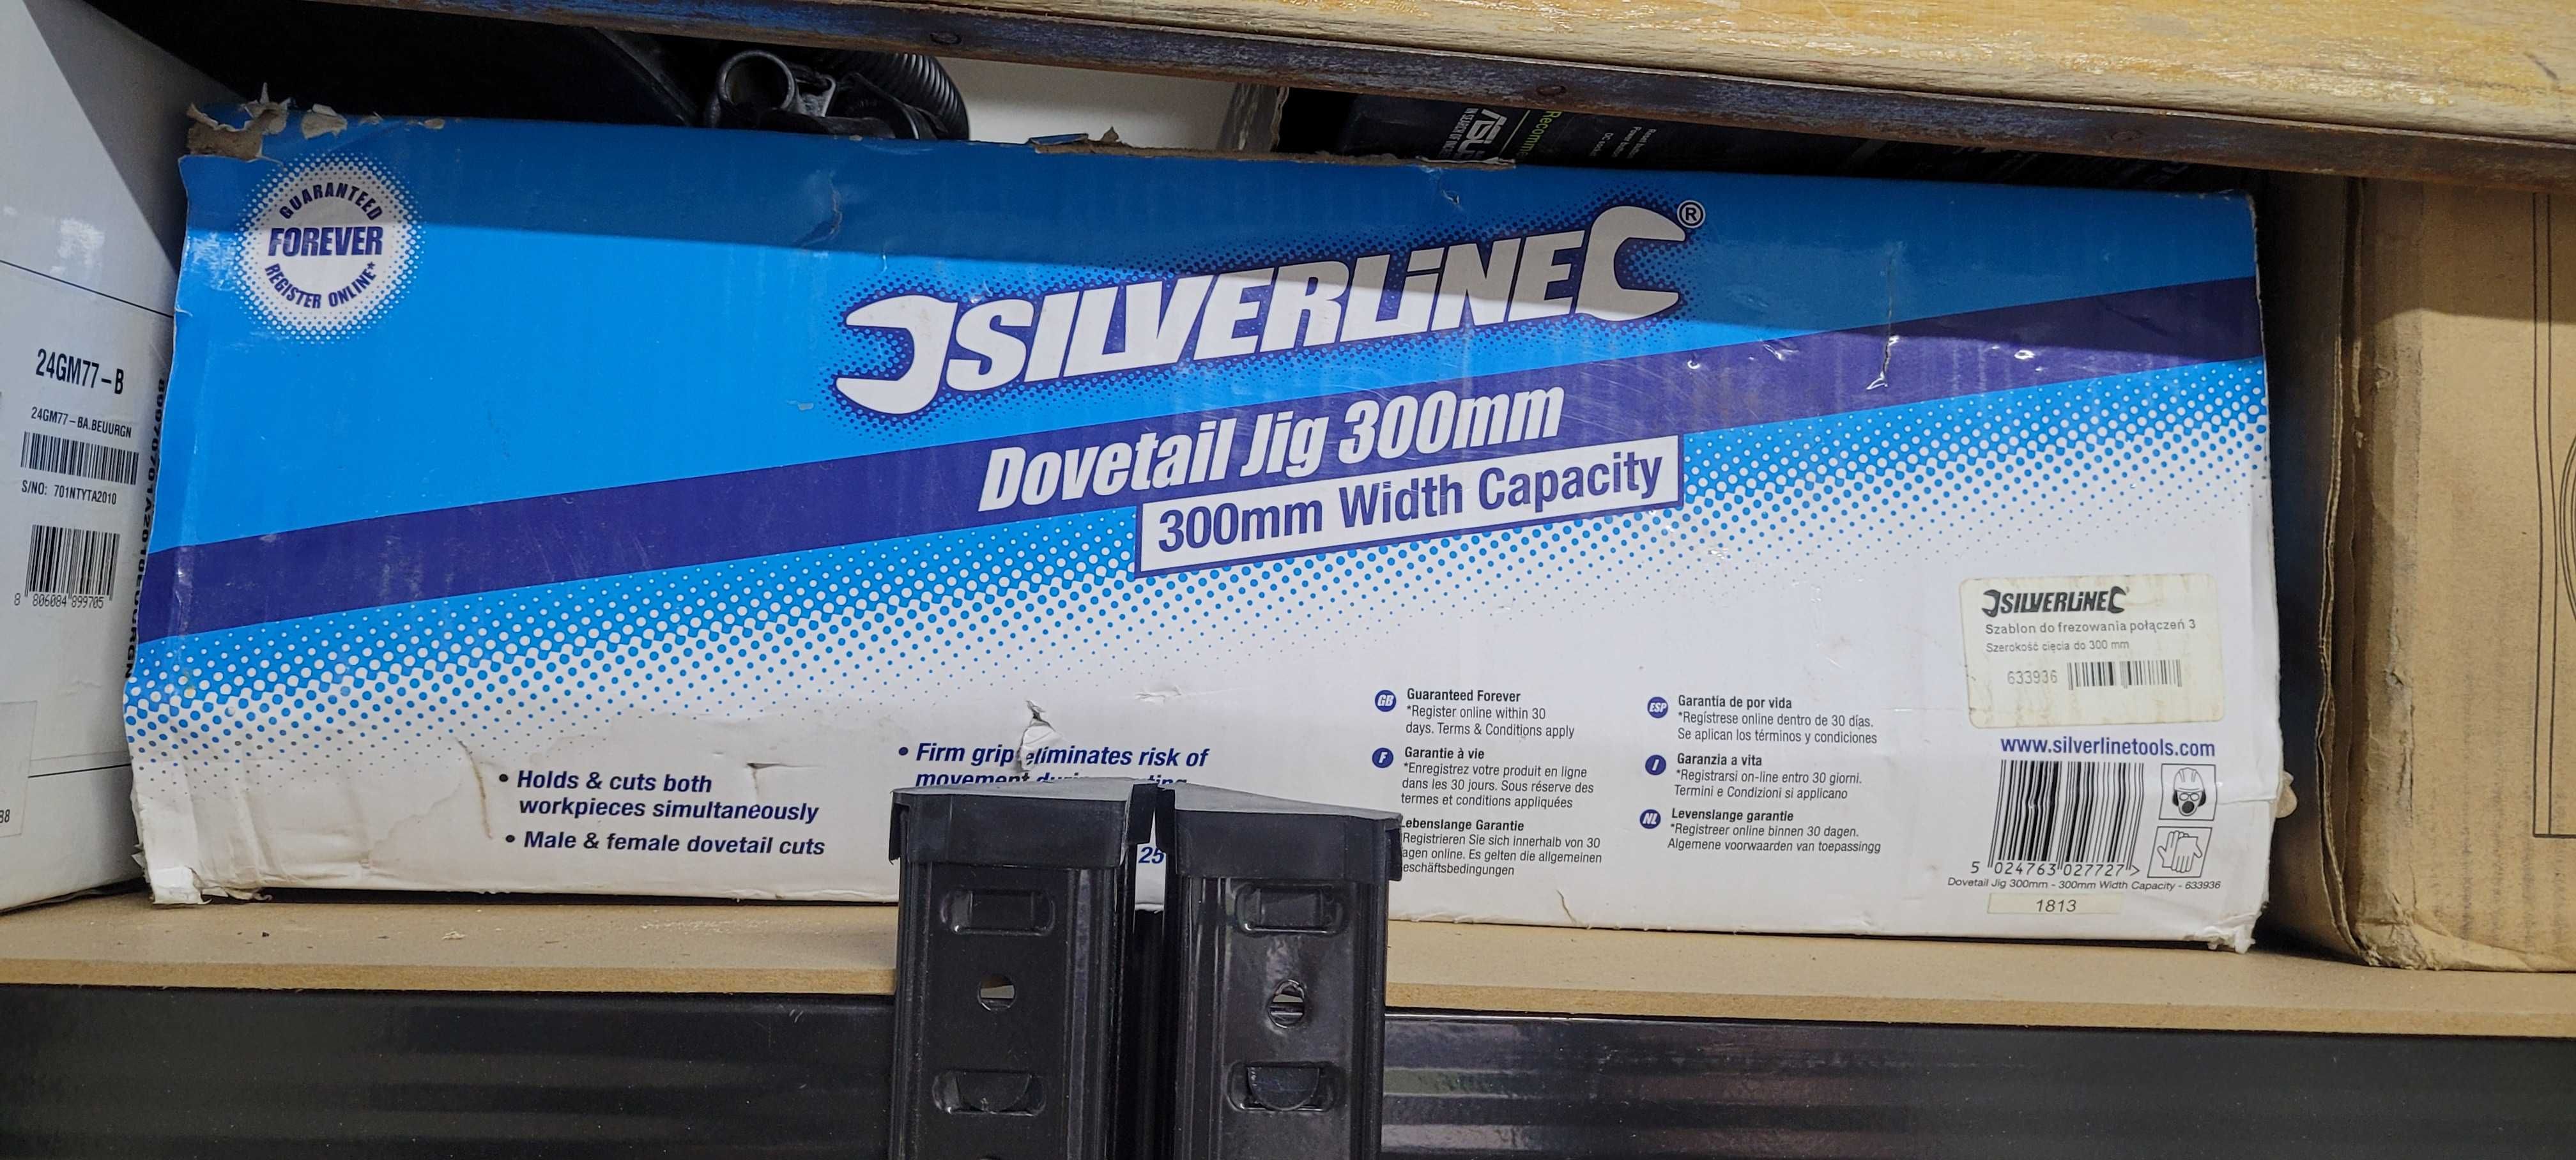 GUARANTEED
FOREVER
REGISTER ONLINE*
SILVERLINE®
Dovetail Jig 300mm
300mm Width Capacity
• Holds & cuts both
workpieces simultaneously
• Male & female dovetail cuts
• Firm grip eliminates risk of
movement
25
GB Guaranteed Forever
*Register online within 30
days. Terms & Conditions apply
F Garantie à vie
*Enregistrez votre produit en ligne
dans les 30 jours. Sous réserve des
termes et conditions appliquées
Lebenslange Garantie
Registrieren Sie sich innerhalb von 30
agen online. Es gelten die allgemeinen
eschäftsbedingungen
ESP Garantía de por vida
*Regístrese online dentro de 30 días.
Se aplican los términos y condiciones
I Garanzia a vita
*Registrarsi on-line entro 30 giorni.
Termini e Condizioni si applicano
NL Levenslange garantie
*Registreer online binnen 30 dagen.
Algemene voorwaarden van toepassingg
SILVERLINE
Szablon do frezowania połączeń 3
Szerokość cięcia do 300 mm
633936
www.silverlinetools.com
5 024763 027727 >
Dovetail Jig 300mm - 300mm Width Capacity - 633936
1813
24GM77-B
24GM77-BA.BEUURGN
S/NO: 701NTYTA2010
8 806084 899705
ASUS
IN SEARCH OF